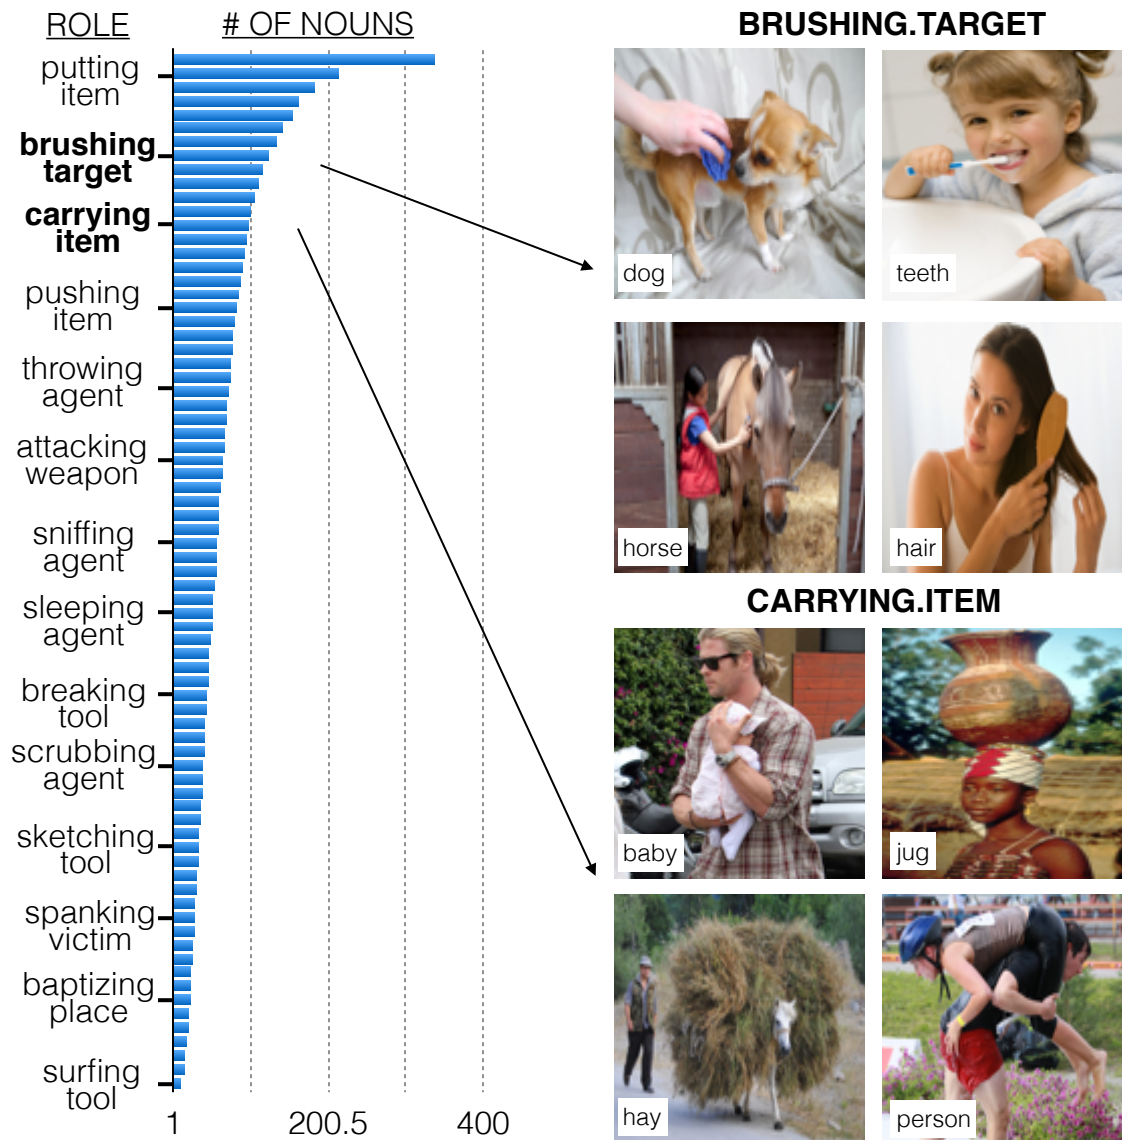 ROLE
# OF NOUNS
putting
item
brushing
target
carrying
item
pushing
item
throwing
agent
attacking
weapon
sniffing
agent
sleeping
agent
breaking
tool
scrubbing
agent
sketching
tool
spanking
victim
baptizing
place
surfing
tool
1
200.5
400
BRUSHING.TARGET
dog
teeth
horse
hair
CARRYING.ITEM
baby
jug
hay
person